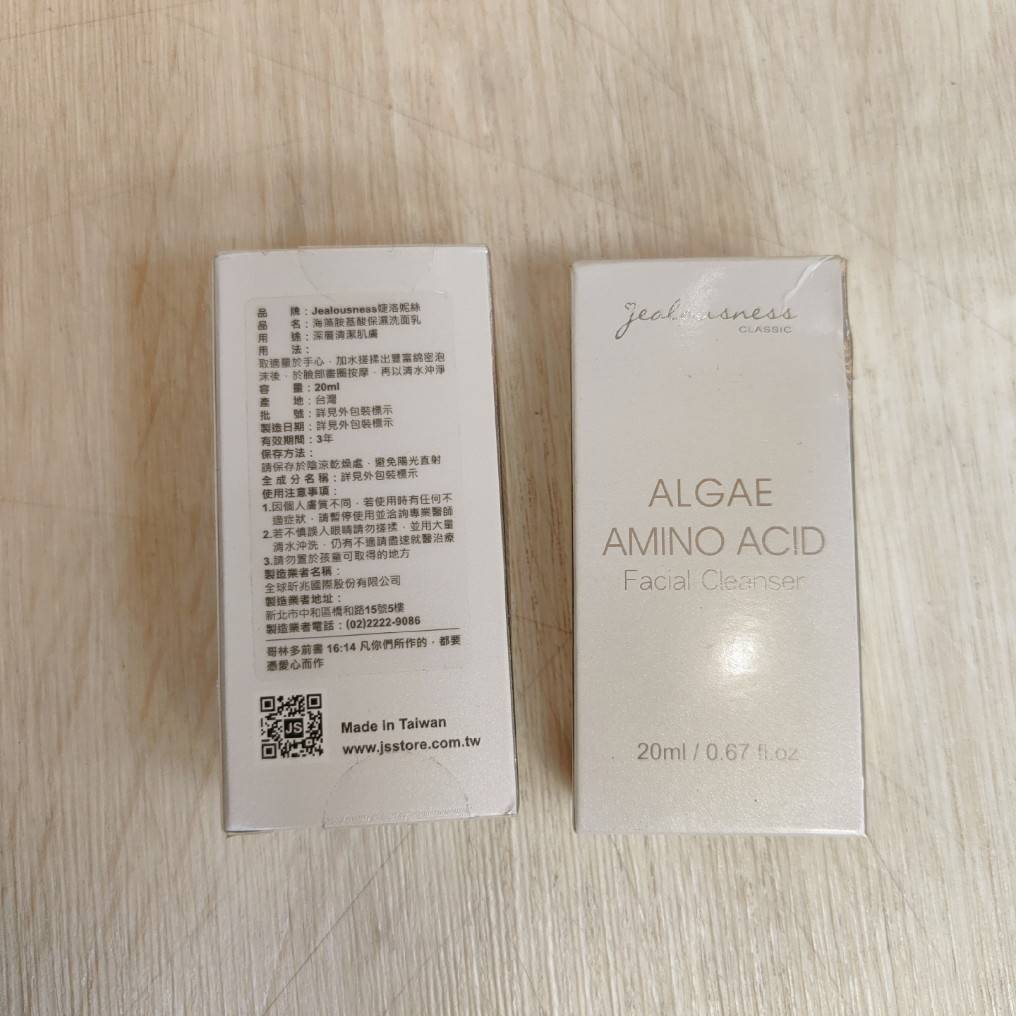 品 牌：Jealousness婕洛妮絲
品 名：海藻胺基酸保濕洗面乳
用 途：深層清潔肌膚
用 法：
取適量於手心，加水搓揉出豐富綿密泡
沫後，於臉部畫圈按摩，再以清水沖淨
容 量：20ml
產 地：台灣
批 號：詳見外包裝標示
製造日期：詳見外包裝標示
有效期間：3年
保存方法：
請保存於陰涼乾燥處，避免陽光直射
全成分名稱：詳見外包裝標示
使用注意事項：
1.因個人膚質不同，若使用時有任何不
適症狀，請暫停使用並洽詢專業醫師
2.若不慎誤入眼睛請勿搓揉，並用大量
清水沖洗，仍有不適請盡速就醫治療
3.請勿置於孩童可取得的地方
製造業者名稱：
全球昕兆國際股份有限公司
製造業者地址：
新北市中和區橋和路15號5樓
製造業者電話：(02)2222-9086
哥林多前書 16:14 凡你們所作的，都要
憑愛心而作
JS
Made in Taiwan
www.jsstore.com.tw
jealousness
CLASSIC
ALGAE
AMINO ACID
Facial Cleanser
20ml / 0.67 fl.oz